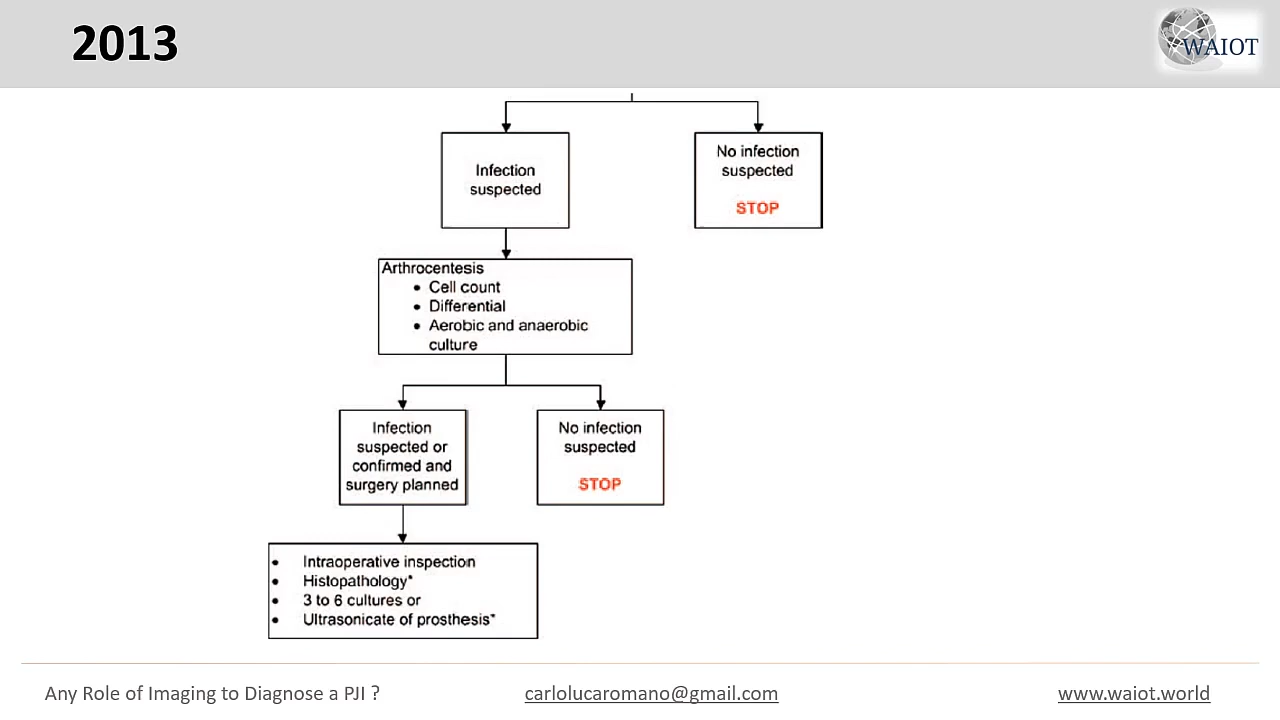 2013
WAIOT
Infection
suspected
No infection
suspected
STOP
Arthrocentesis
• Cell count
• Differential
• Aerobic and anaerobic
culture
Infection
suspected or
confirmed and
surgery planned
No infection
suspected
STOP
• Intraoperative inspection
• Histopathology*
• 3 to 6 cultures or
• Ultrasonicate of prosthesis*
Any Role of Imaging to Diagnose a PJI ?
carlolucaromano@gmail.com
www.waiot.world